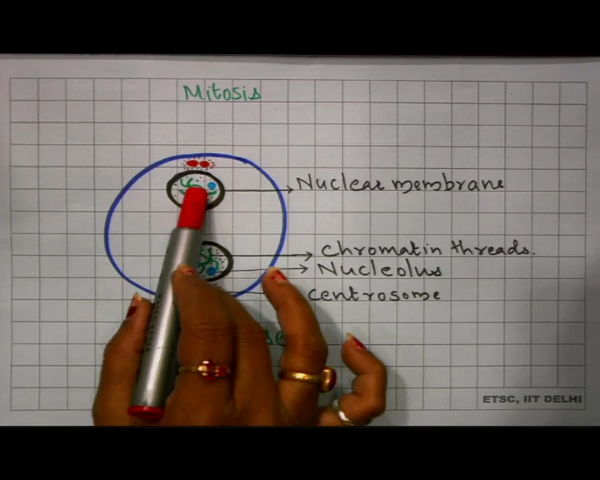 Mitosis
Nuclear membrane
chromatin threads.
Nucleolus
centrosome
ETSC, IIT DELHI